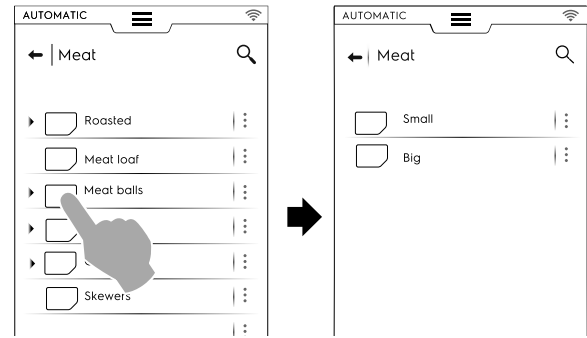 AUTOMATIC
Meat
Roasted
Meat loaf
Meat balls
Skewers
AUTOMATIC
Meat
Small
Big